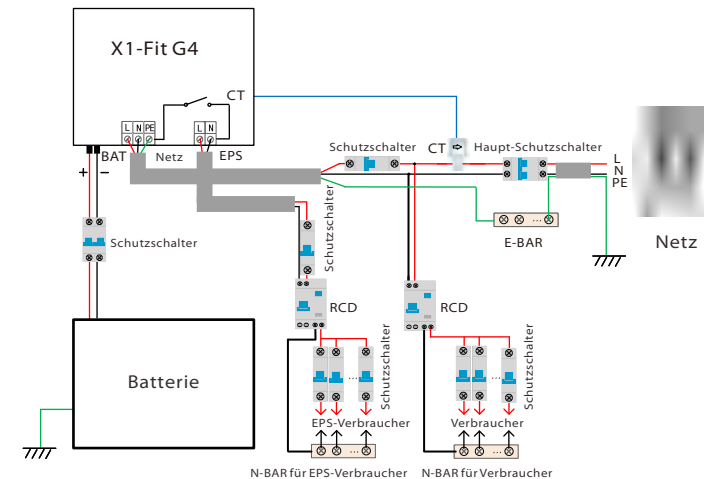 X1-Fit G4
CT
L N PE
L N
BAT
Netz
EPS
+
–
Schutzschalter
CT
Haupt-Schutzschalter
L
N
PE
Schutzschalter
Schutzschalter
E-BAR
Netz
RCD
RCD
Batterie
Schutzschalter
Schutzschalter
EPS-Verbraucher
Verbraucher
N-BAR für EPS-Verbraucher
N-BAR für Verbraucher